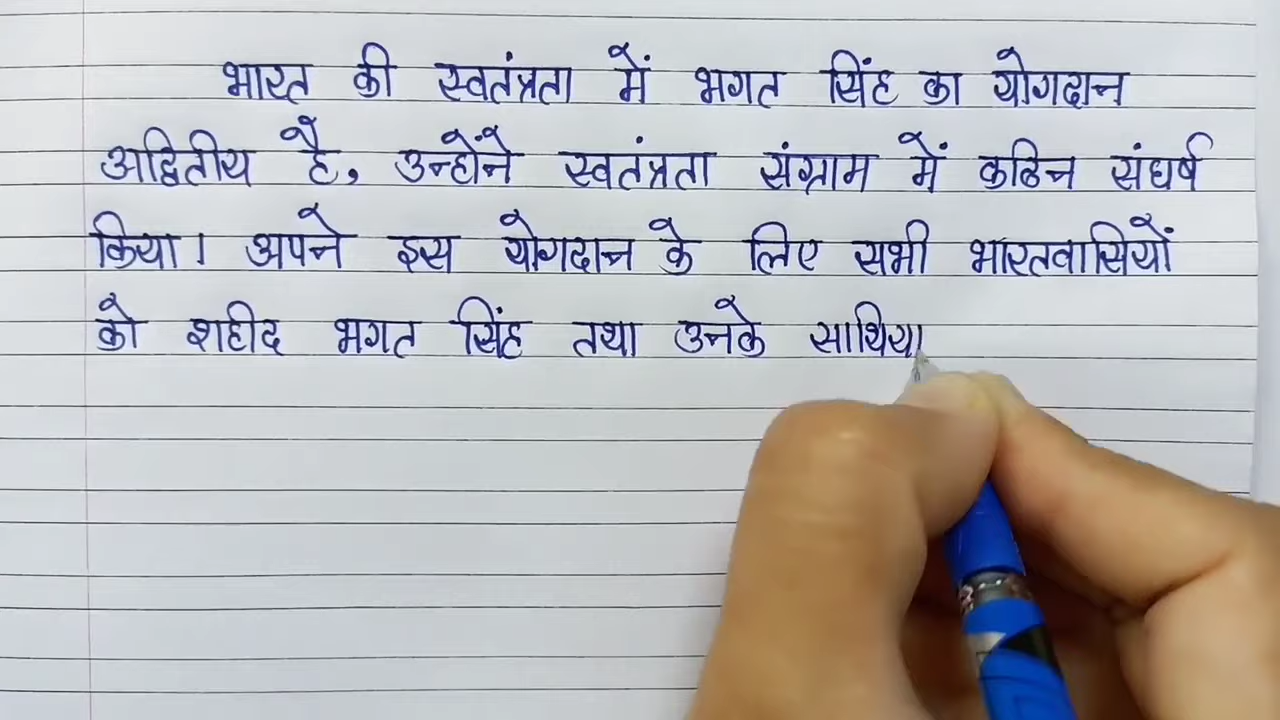 भारत की स्वतंत्रता में भगत सिंह का योगदान
अद्वितीय है, उन्होंने स्वतंत्रता संग्राम में कठिन संघर्ष
किया। अपने इस योगदान के लिए सभी भारतवासियों
को शहीद भगत सिंह तथा उनके साथिया